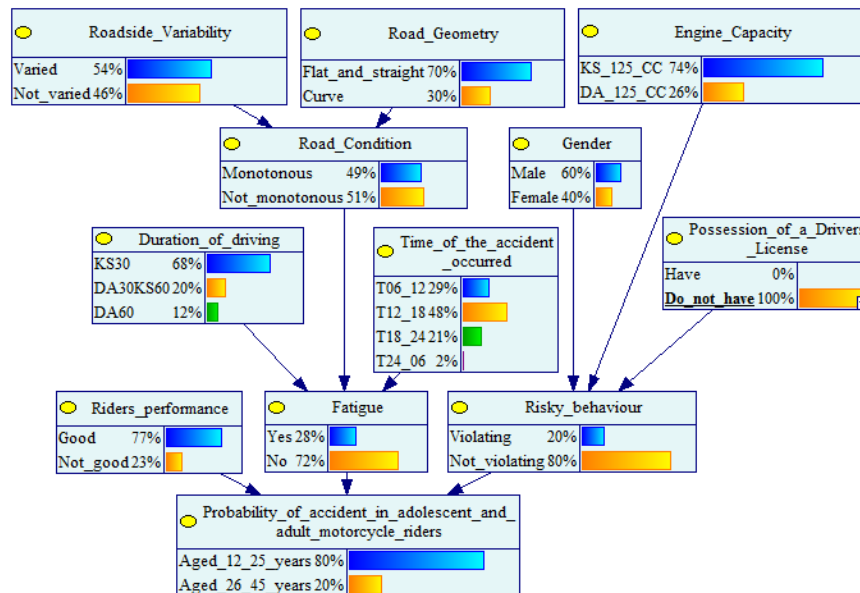 Roadside_Variability
Varied 54%
Not_varied 46%
Road_Geometry
Flat_and_straight 70%
Curve 30%
Engine_Capacity
KS_125_CC 74%
DA_125_CC 26%
Road_Condition
Monotonous 49%
Not_monotonous 51%
Gender
Male 60%
Female 40%
Duration_of_driving
KS30 68%
DA30KS60 20%
DA60 12%
Time_of_the_accident
_occurred
T06_12 29%
T12_18 48%
T18_24 21%
T24_06 2%
Possession_of_a_Drivers
_License
Have 0%
Do_not_have 100%
Riders_performance
Good 77%
Not_good 23%
Fatigue
Yes 28%
No 72%
Risky_behaviour
Violating 20%
Not_violating 80%
Probability_of_accident_in_adolescent_and_
adult_motorcycle_riders
Aged_12_25_years 80%
Aged_26_45_years 20%